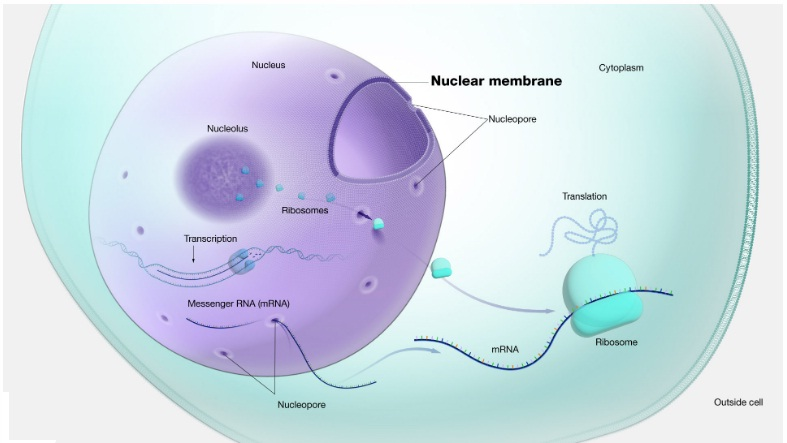 Nucleus
Cytoplasm
Nuclear membrane
Nucleopore
Nucleolus
Translation
Ribosomes
Transcription
Messenger RNA (mRNA)
mRNA
Ribosome
Nucleopore
Outside cell